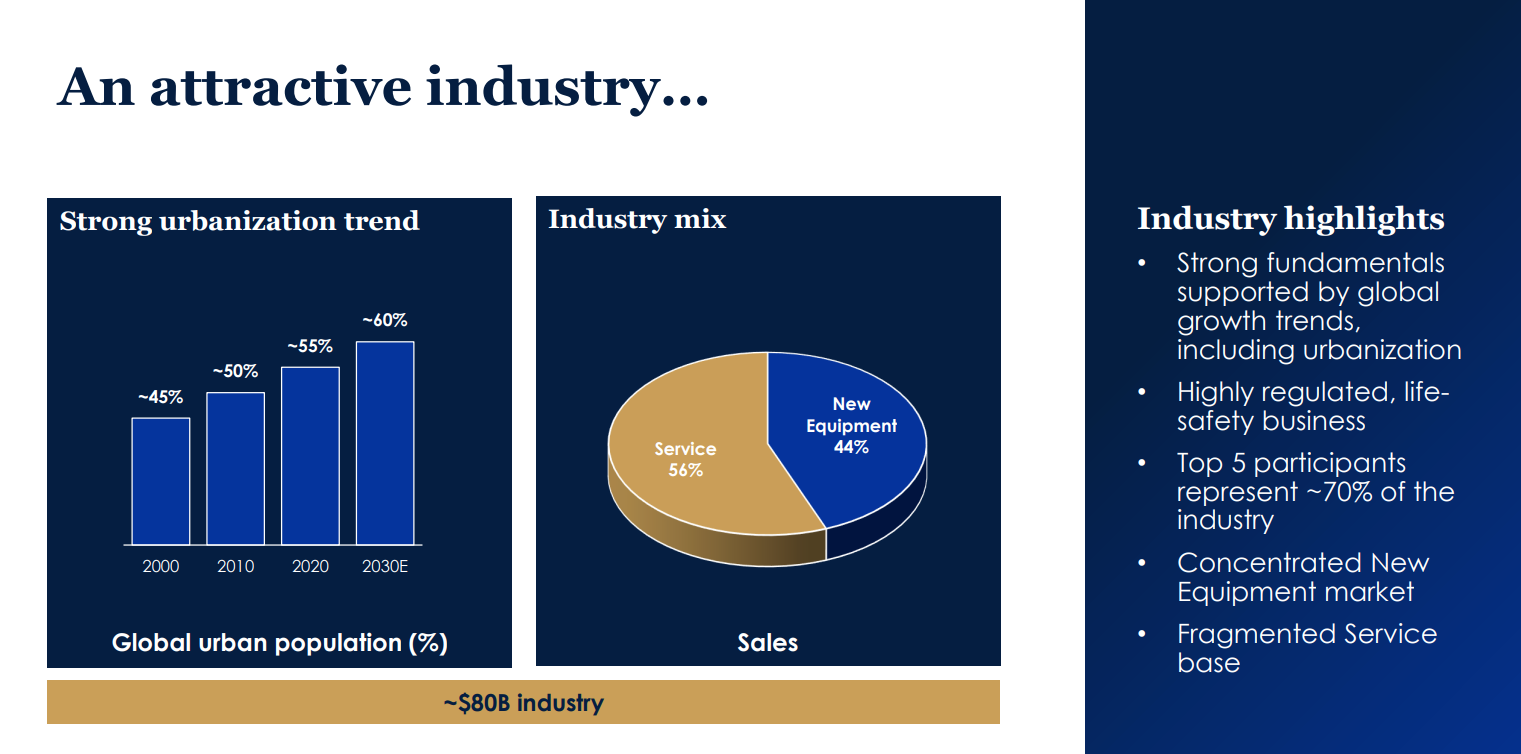 An attractive industry...
Strong urbanization trend
~45%
~50%
~55%
~60%
2000
2010
2020
2030E
Global urban population (%)
Industry mix
New
Equipment
44%
Service
56%
Sales
~$80B industry
Industry highlights
• Strong fundamentals
supported by global
growth trends,
including urbanization
• Highly regulated, life-
safety business
• Top 5 participants
represent ~70% of the
industry
• Concentrated New
Equipment market
• Fragmented Service
base